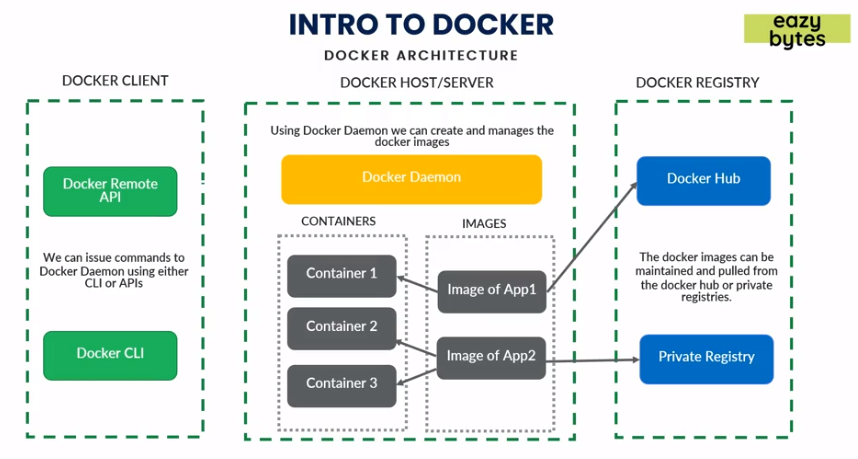 INTRO TO DOCKER
eazy
bytes
DOCKER ARCHITECTURE
DOCKER CLIENT
DOCKER HOST/SERVER
DOCKER REGISTRY
Docker Remote
API
We can issue commands to
Docker Daemon using either
CLI or APIs
Docker CLI
Using Docker Daemon we can create and manages the
docker images
Docker Daemon
CONTAINERS
IMAGES
Container 1
Container 2
Container 3
Image of App1
Image of App2
Docker Hub
The docker images can be
maintained and pulled from
the docker hub or private
registries.
Private Registry